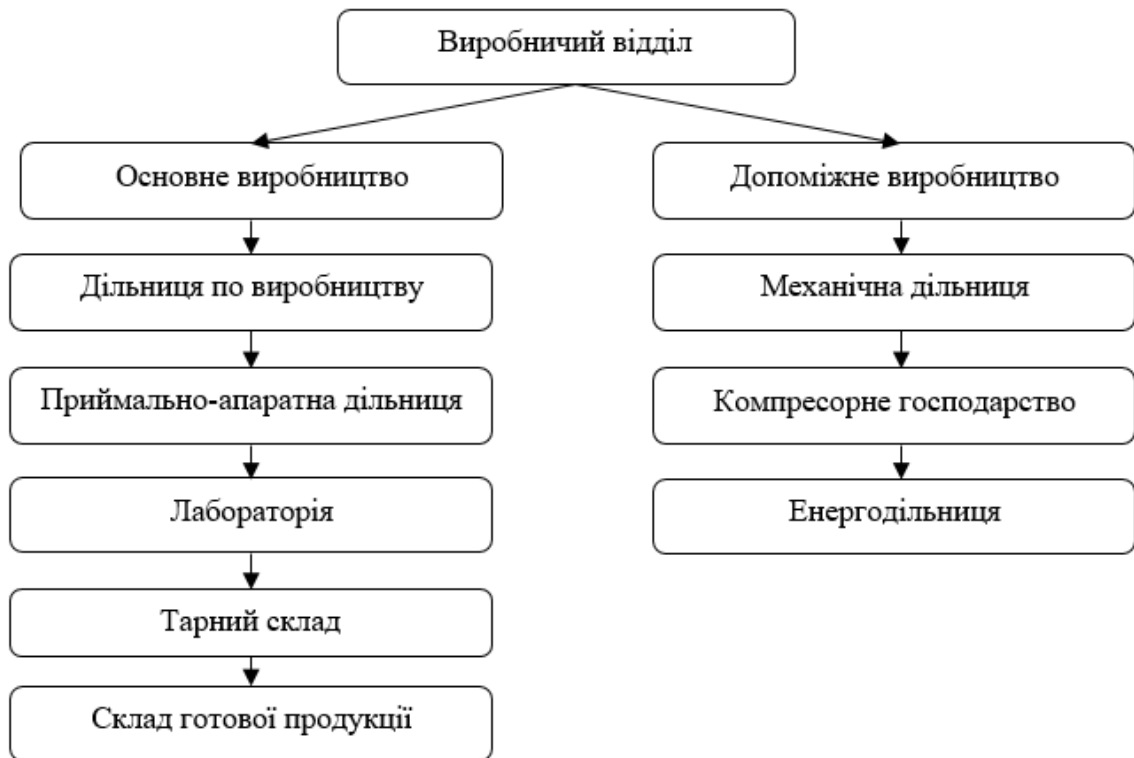 Виробничий відділ
Основне виробництво
Допоміжне виробництво
Дільниця по виробництву
Механічна дільниця
Приймально-апаратна дільниця
Компресорне господарство
Лабораторія
Енергодільниця
Тарний склад
Склад готової продукції